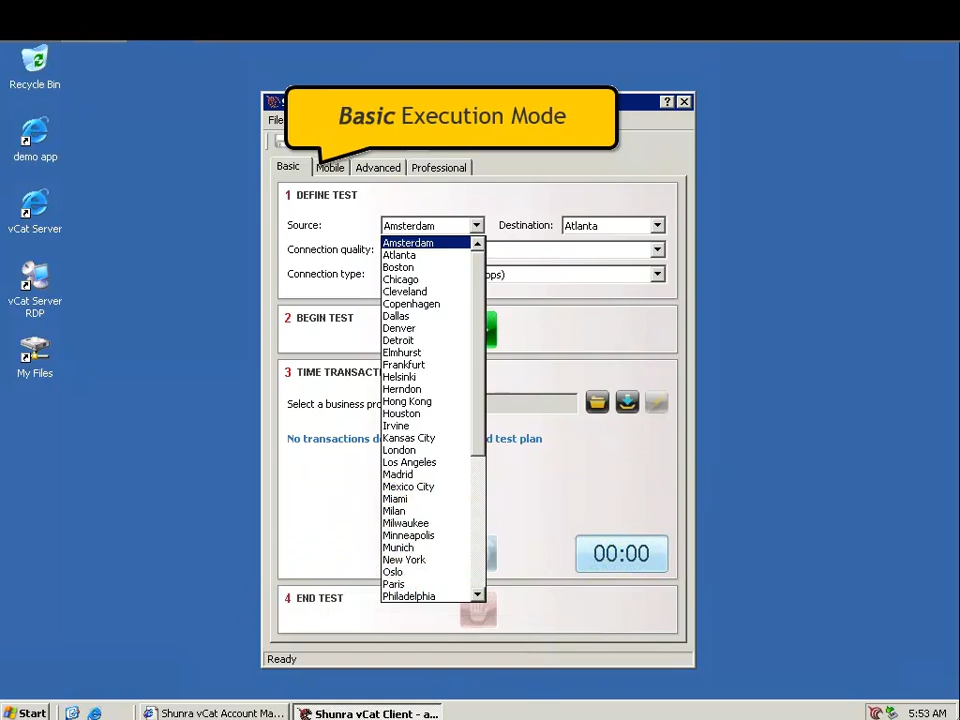 Recycle Bin
demo app
vCat Server
vCat Server
RDP
My Files
Basic Execution Mode
File
Basic
Mobile
Advanced
Professional
1 DEFINE TEST
Source:
Amsterdam
Destination:
Atlanta
Connection quality:
Connection type:
Amsterdam
Atlanta
Boston
Chicago
Cleveland
Copenhagen
Dallas
Denver
Detroit
Elmhurst
Frankfurt
Helsinki
Herndon
Hong Kong
Houston
Irvine
Kansas City
London
Los Angeles
Madrid
Mexico City
Miami
Milan
Milwaukee
Minneapolis
Munich
New York
Oslo
Paris
Philadelphia
2 BEGIN TEST
3 TIME TRANSACT
Select a business pro
No transactions d
d test plan
00:00
4 END TEST
Ready
Start
Shunra vCat Account Ma...
Shunra vCat Client - a...
5:53 AM